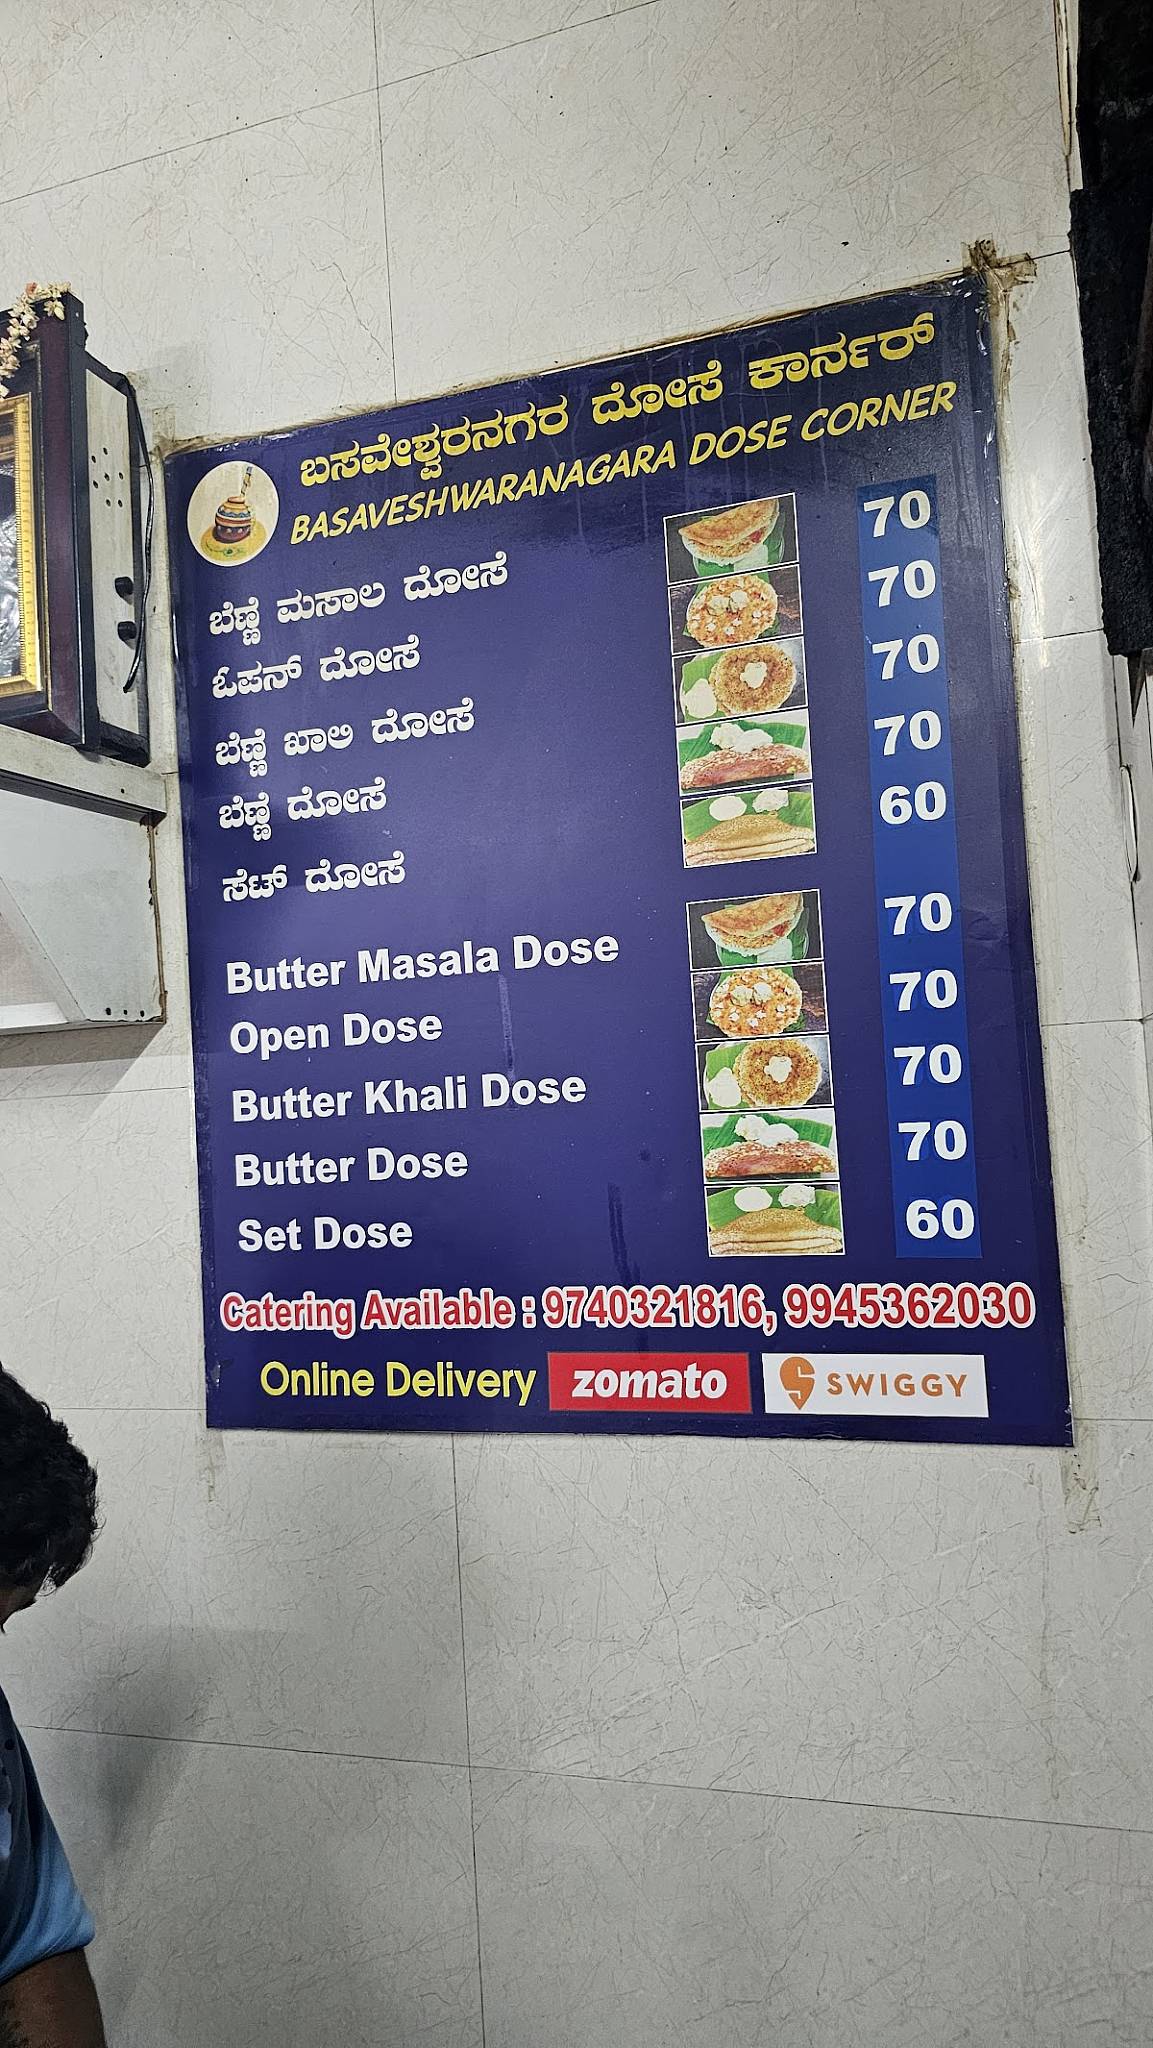 ಬಸವೇಶ್ವರನಗರ ದೋಸೆ ಕಾರ್ನರ್
BASAVESHWARANAGARA DOSE CORNER
ಬೆಣ್ಣೆ ಮಸಾಲ ದೋಸೆ 70
ಓಪನ್ ದೋಸೆ 70
ಬೆಣ್ಣೆ ಖಾಲಿ ದೋಸೆ 70
ಬೆಣ್ಣೆ ದೋಸೆ 70
ಸೆಟ್ ದೋಸೆ 60
Butter Masala Dose 70
Open Dose 70
Butter Khali Dose 70
Butter Dose 70
Set Dose 60
Catering Available : 9740321816, 9945362030
Online Delivery zomato SWIGGY